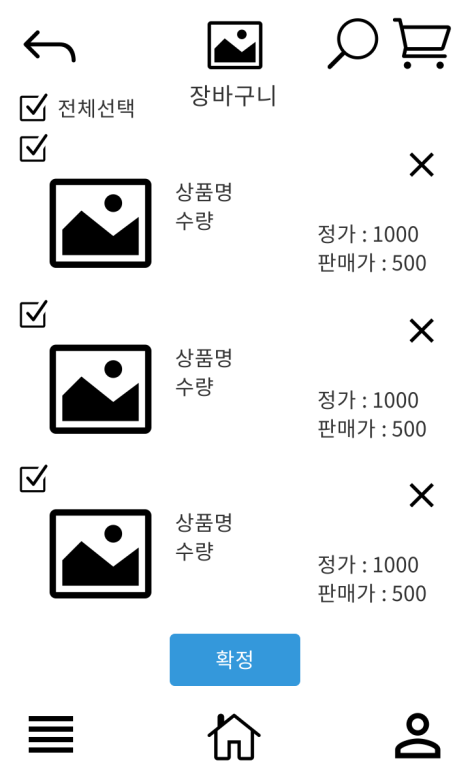 장바구니
전체선택
상품명
수량
정가 : 1000
판매가 : 500
상품명
수량
정가 : 1000
판매가 : 500
상품명
수량
정가 : 1000
판매가 : 500
확정